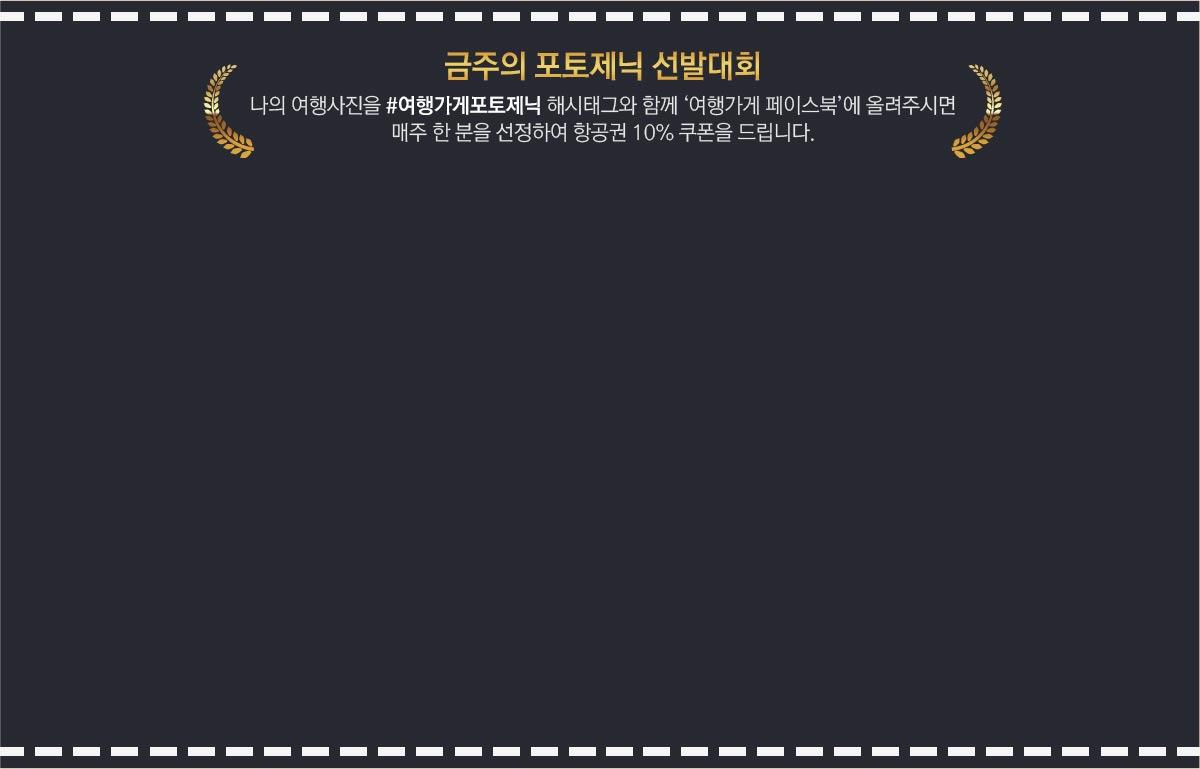 금주의 포토제닉 선발대회
나의 여행사진을 #여행가게포토제닉 해시태그와 함께 ‘여행가게 페이스북’에 올려주시면
매주 한 분을 선정하여 항공권 10% 쿠폰을 드립니다.